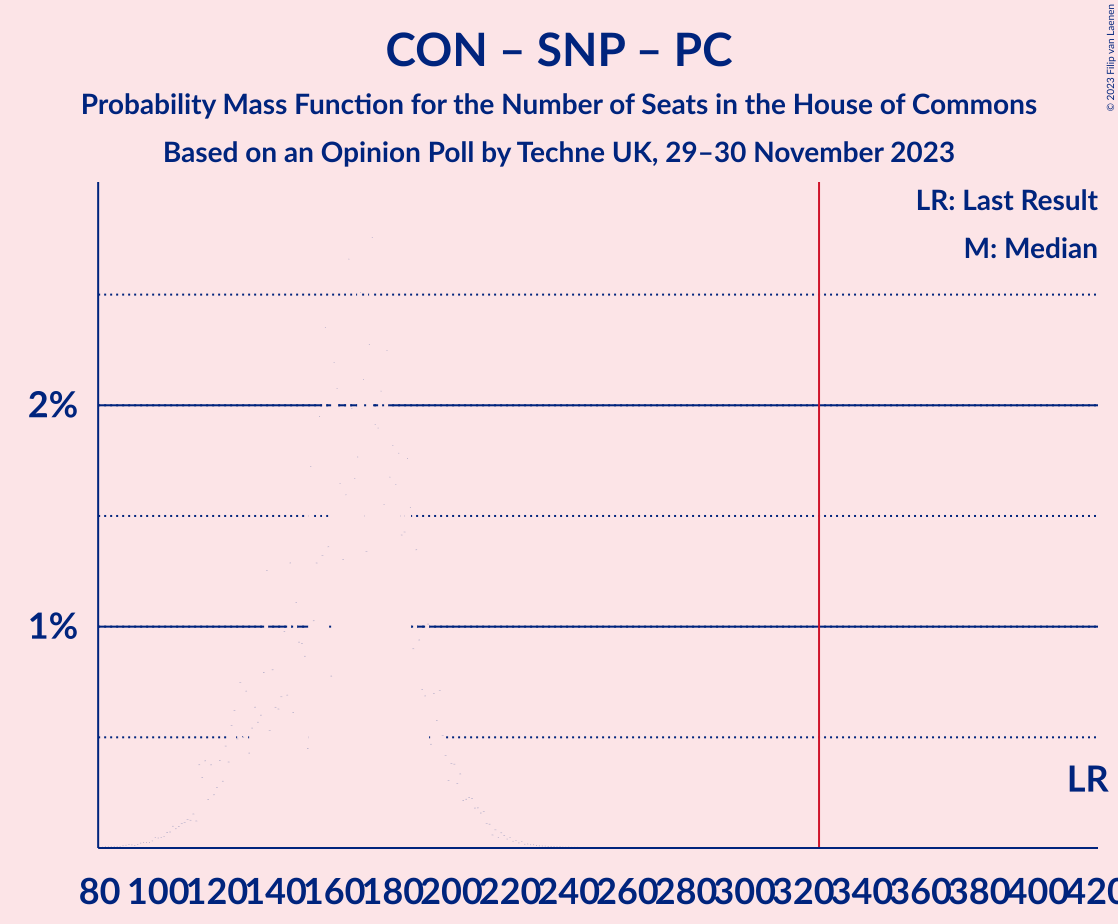 CON – SNP – PC
Probability Mass Function for the Number of Seats in the House of Commons
Based on an Opinion Poll by Techne UK, 29–30 November 2023
© 2023 Filip van Laenen
LR: Last Result
M: Median
2%
1%
LR
80 100 120 140 160 180 200 220 240 260 280 300 320 340 360 380 400 420